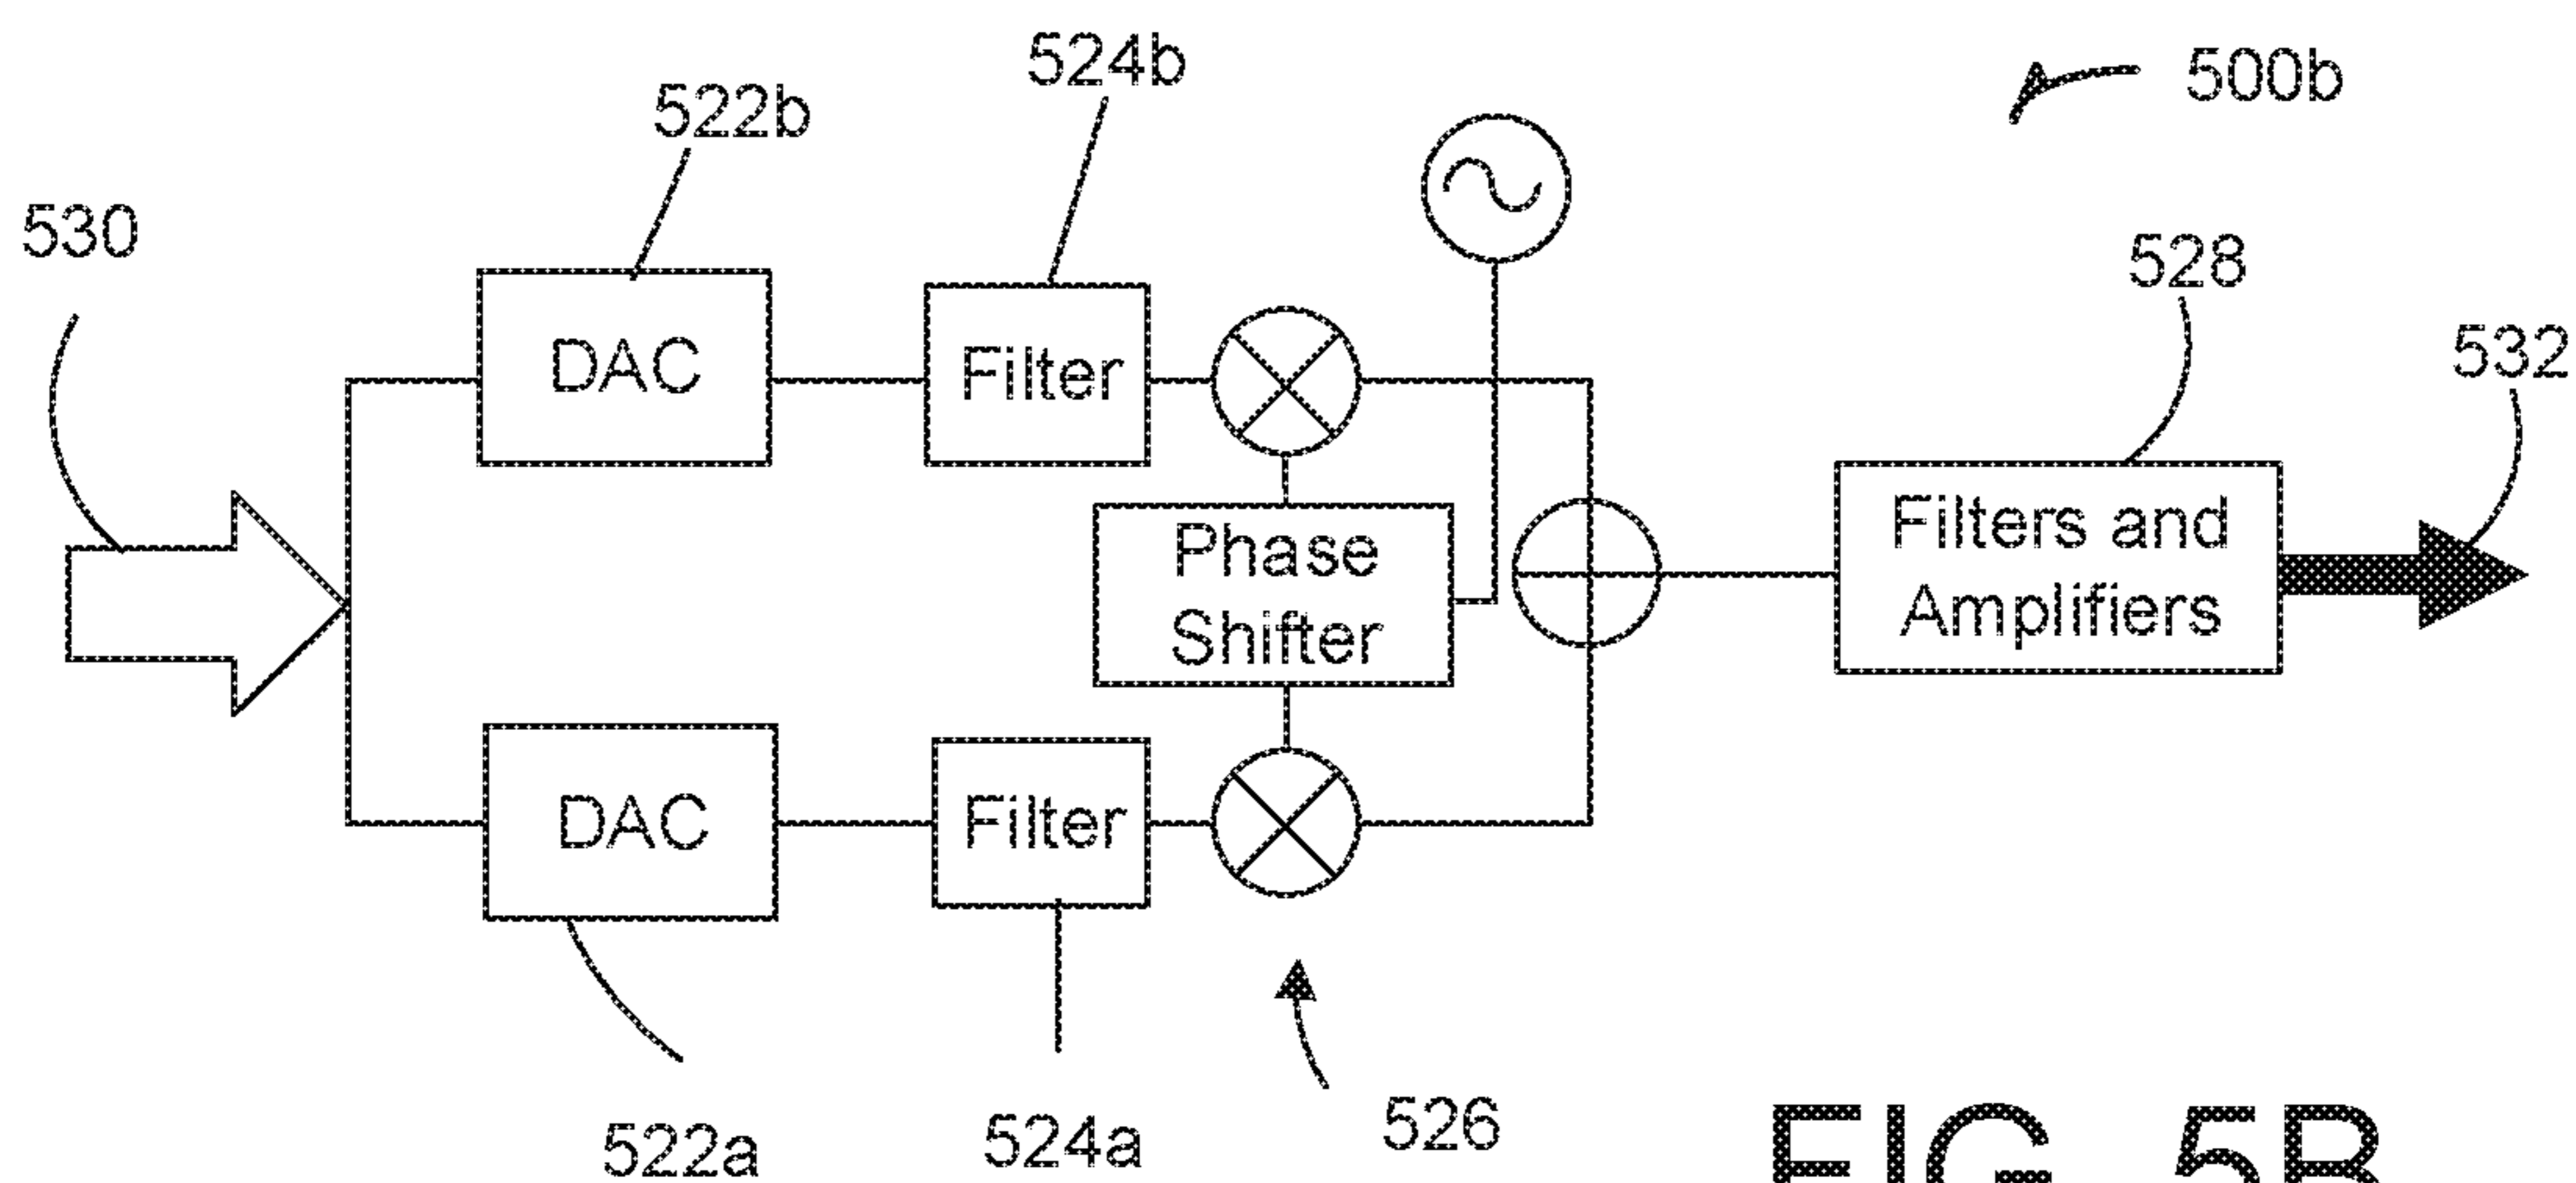 524b
500b
522b
530
528
532
DAC
Filter
Phase
Shifter
Filters and
Amplifiers
DAC
Filter
522a
524a
526
FIG. 5B